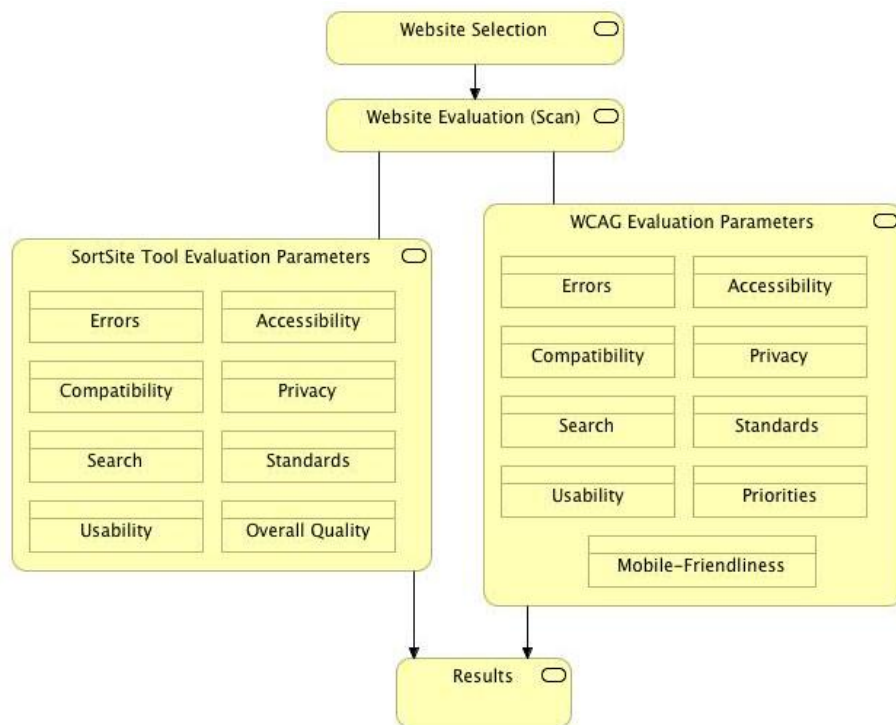 Website Selection
Website Evaluation (Scan)
SortSite Tool Evaluation Parameters
Errors
Accessibility
Compatibility
Privacy
Search
Standards
Usability
Overall Quality
WCAG Evaluation Parameters
Errors
Accessibility
Compatibility
Privacy
Search
Standards
Usability
Priorities
Mobile-Friendliness
Results